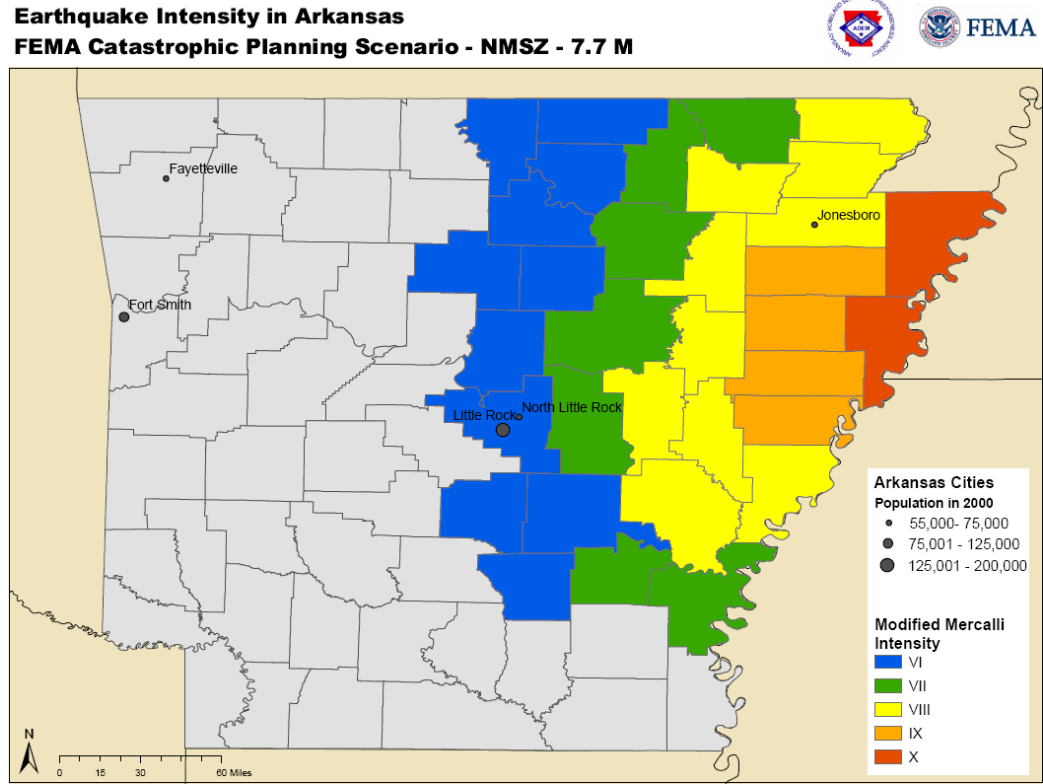 Earthquake Intensity in Arkansas
FEMA Catastrophic Planning Scenario - NMSZ - 7.7 M
ADEM
FEMA
Fayetteville
Jonesboro
Fort Smith
North Little Rock
Little Rock
Arkansas Cities
Population in 2000
55,000- 75,000
75,001 - 125,000
125,001 - 200,000
Modified Mercalli
Intensity
VI
VII
VIII
IX
X
N
0 15 30 60 Miles